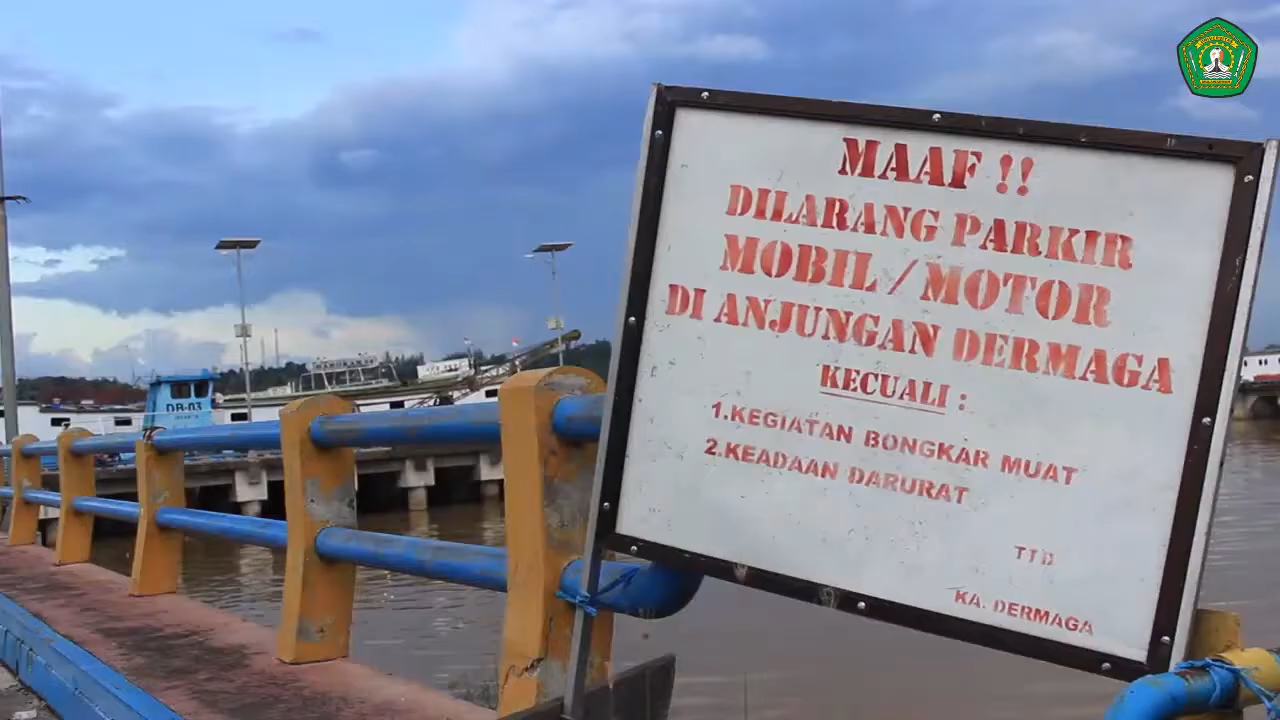 MAAF !!
DILARANG PARKIR
MOBIL / MOTOR
DI ANJUNGAN DERMAGA
KECUALI :
1.KEGIATAN BONGKAR MUAT
2.KEADAAN DARURAT
TTD
KA. DERMAGA
DB-03